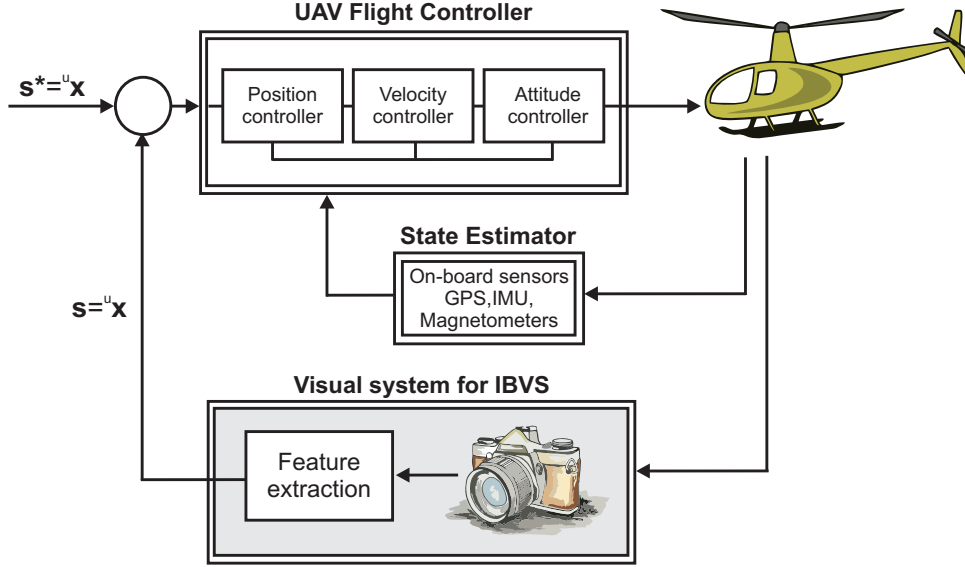 UAV Flight Controller
s*=ᵘx
Position
controller
Velocity
controller
Attitude
controller
State Estimator
On-board sensors
GPS,IMU,
Magnetometers
s=ᵘx
Visual system for IBVS
Feature
extraction